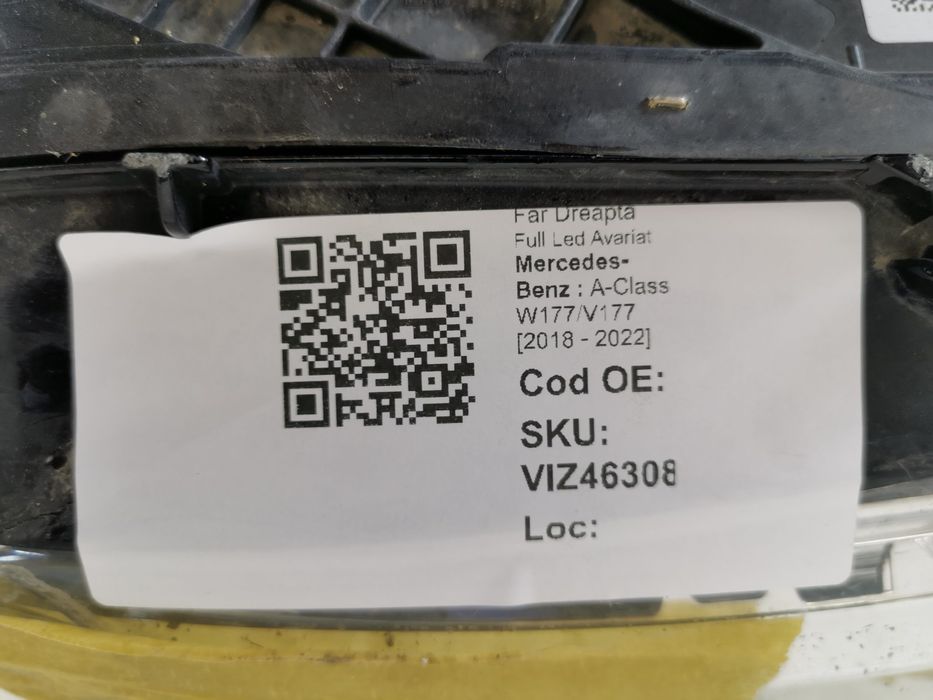 Far Dreapta
Full Led Avariat
Mercedes-
Benz : A-Class
W177/V177
[2018 - 2022]
Cod OE:
SKU:
VIZ46308
Loc: